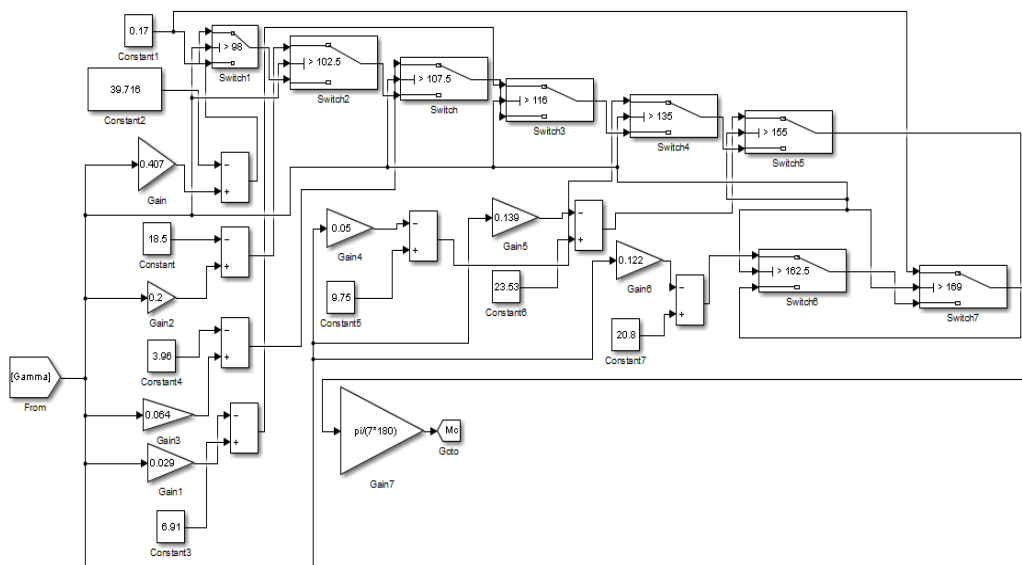 0.17
Constant1
> 98
Switch1
> 102.5
Switch2
> 107.5
Switch
> 116
Switch3
> 135
Switch4
> 155
Switch5
39.716
Constant2
0.407
Gain
−
+
18.5
Constant
−
+
0.2
Gain2
0.05
Gain4
−
+
9.75
Constant5
0.139
Gain5
−
+
23.53
Constant6
0.122
Gain6
−
+
20.8
Constant7
> 162.5
Switch6
> 169
Switch7
3.96
Constant4
−
+
[Gamma]
From
0.064
Gain3
−
+
0.029
Gain1
6.91
Constant3
pi/(7*180)
Gain7
Mc
Goto